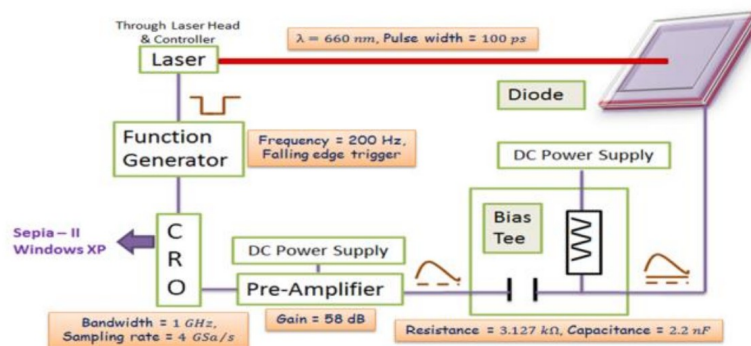 Through Laser Head
& Controller
Laser
λ = 660 nm, Pulse width = 100 ps
Diode
Function
Generator
Frequency = 200 Hz,
Falling edge trigger
DC Power Supply
Bias
Tee
Sepia – II
Windows XP
C
R
O
DC Power Supply
Pre-Amplifier
Bandwidth = 1 GHz,
Sampling rate = 4 GSa/s
Gain = 58 dB
Resistance = 3.127 kΩ, Capacitance = 2.2 nF